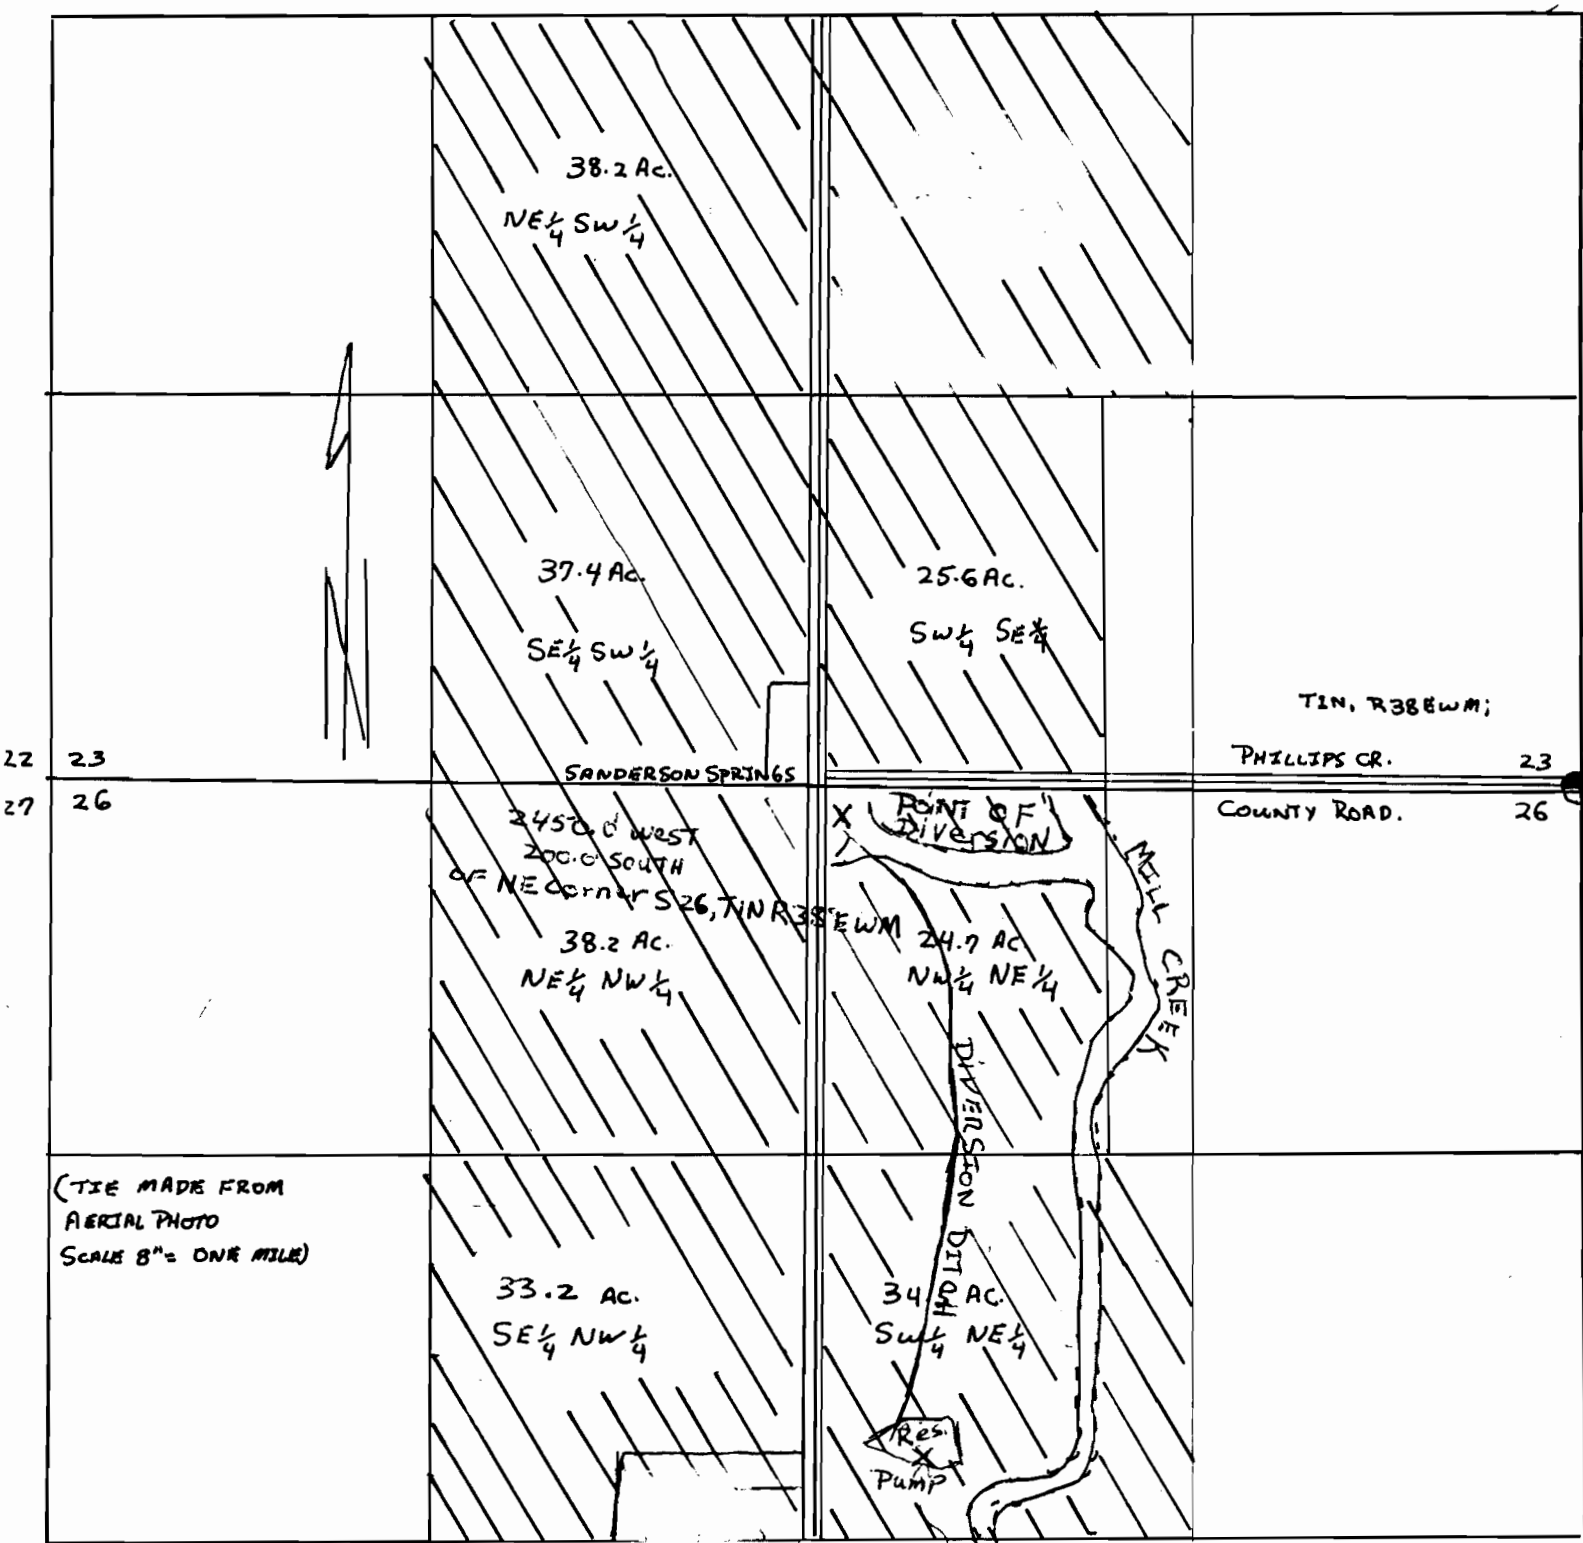 38.2 Ac.
NE¼ SW¼
37.4 Ac.
SE¼ SW¼
25.6 Ac.
SW¼ SE¼
N
T1N, R38EWM;
22 23
SANDERSON SPRINGS
PHILLIPS CR. 23
27 26
COUNTY ROAD. 26
X
POINT OF
Diversion
2450.0 west
200.0 SOUTH
OF NE Corner S 26, T1N R38 EWM
MILL CREEK
38.2 AC.
NE¼ NW¼
24.7 AC.
NW¼ NE¼
DIVERSION DITCH
(TIE MADE FROM
AERIAL PHOTO
SCALE 8"= ONE MILE)
33.2 AC.
SE¼ NW¼
AC.
SW¼ NE¼
Res.
X
Pump